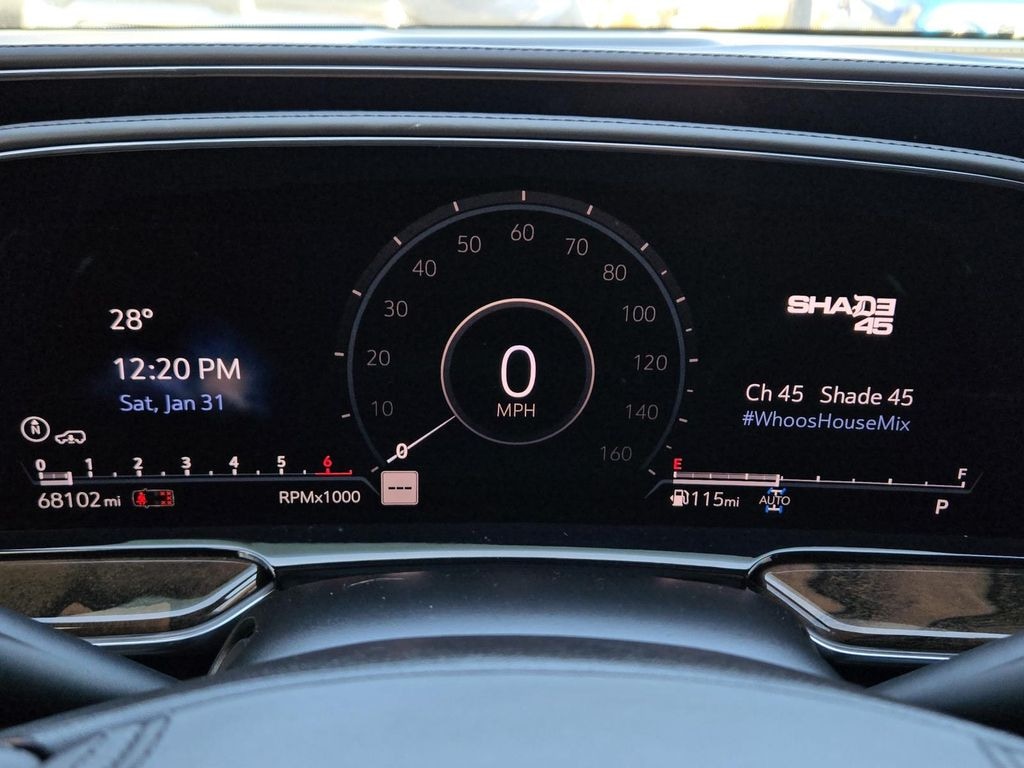 28°
12:20 PM
Sat, Jan 31
N
0 1 2 3 4 5 6
68102 mi
RPMx1000
0 10 20 30 40 50 60 70 80 100 120 140 160
0
MPH
---
SHADE
45
Ch 45 Shade 45
#WhoosHouseMix
E F
115mi
AUTO
P